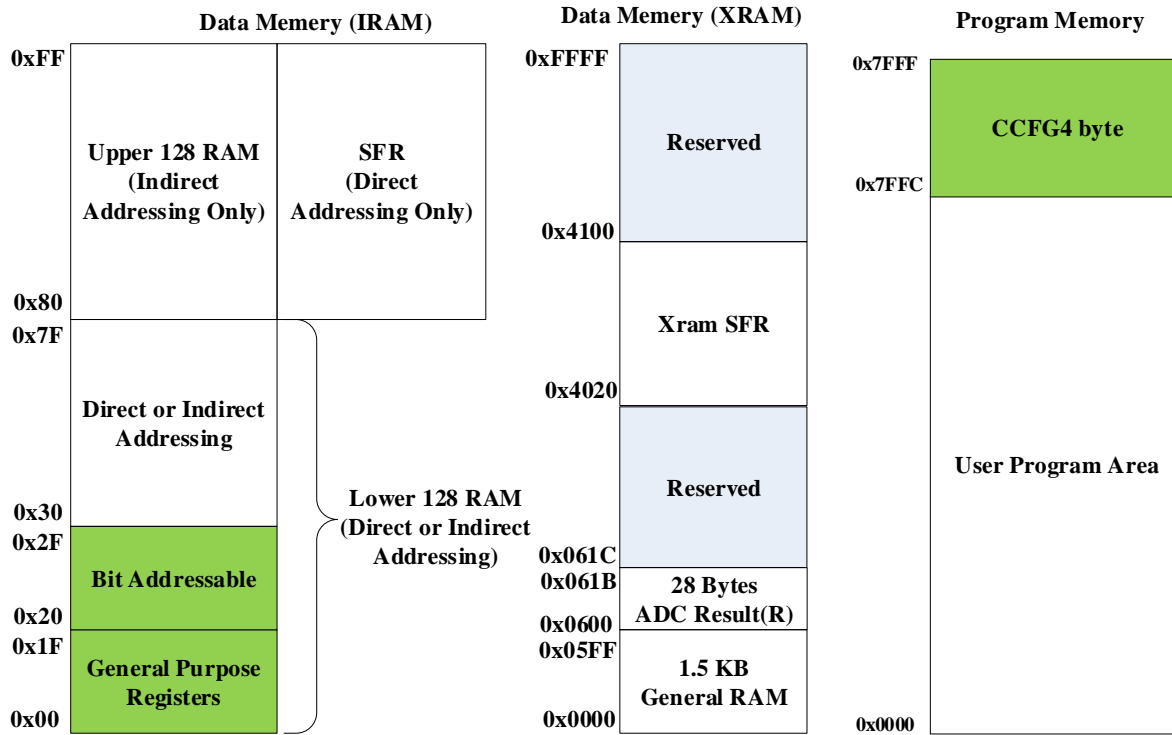 Data Memery (IRAM)
0xFF
Upper 128 RAM
(Indirect
Addressing Only)
SFR
(Direct
Addressing Only)
0x80
0x7F
Direct or Indirect
Addressing
0x30
0x2F
Bit Addressable
0x20
0x1F
General Purpose
Registers
0x00
Lower 128 RAM
(Direct or Indirect
Addressing)
Data Memery (XRAM)
0xFFFF
Reserved
0x4100
Xram SFR
0x4020
Reserved
0x061C
0x061B
28 Bytes
ADC Result(R)
0x0600
0x05FF
1.5 KB
General RAM
0x0000
Program Memory
0x7FFF
CCFG4 byte
0x7FFC
User Program Area
0x0000